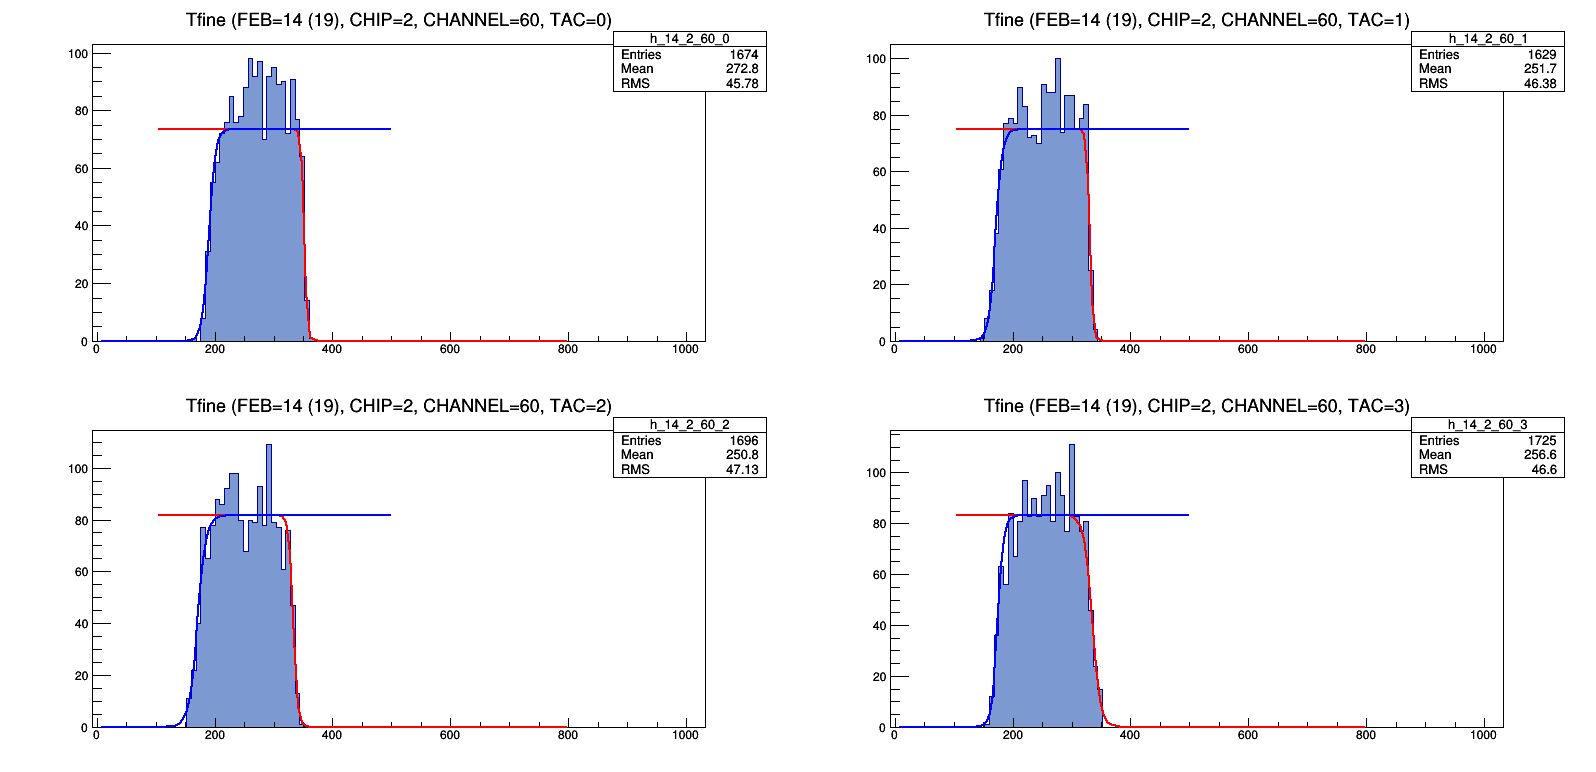 Tfine (FEB=14 (19), CHIP=2, CHANNEL=60, TAC=0)
h_14_2_60_0
Entries 1674
Mean 272.8
RMS 45.78
100
80
60
40
20
0
0 200 400 600 800 1000
Tfine (FEB=14 (19), CHIP=2, CHANNEL=60, TAC=1)
h_14_2_60_1
Entries 1629
Mean 251.7
RMS 46.38
100
80
60
40
20
0
0 200 400 600 800 1000
Tfine (FEB=14 (19), CHIP=2, CHANNEL=60, TAC=2)
h_14_2_60_2
Entries 1696
Mean 250.8
RMS 47.13
100
80
60
40
20
0
0 200 400 600 800 1000
Tfine (FEB=14 (19), CHIP=2, CHANNEL=60, TAC=3)
h_14_2_60_3
Entries 1725
Mean 256.6
RMS 46.6
100
80
60
40
20
0
0 200 400 600 800 1000